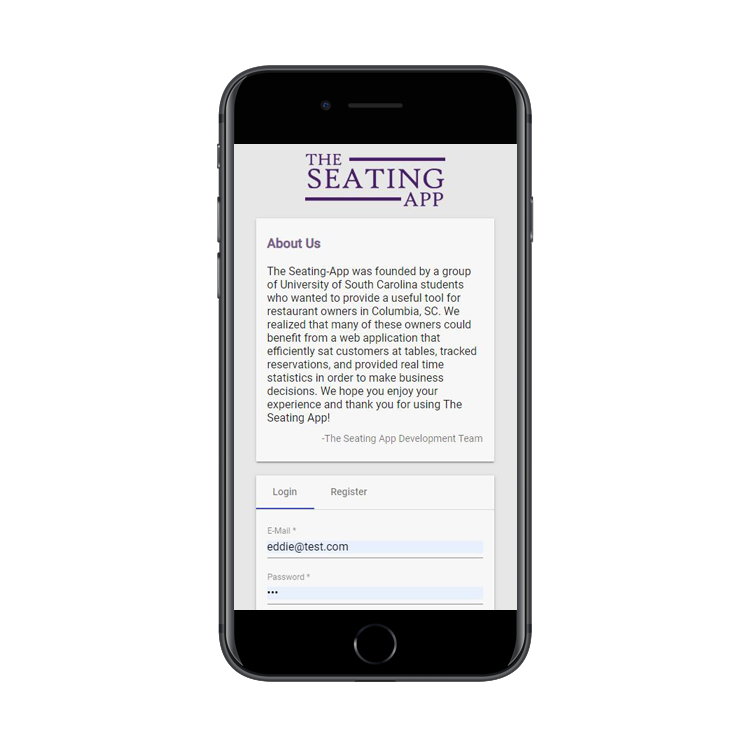 THE
SEATING
APP
About Us
The Seating-App was founded by a group
of University of South Carolina students
who wanted to provide a useful tool for
restaurant owners in Columbia, SC. We
realized that many of these owners could
benefit from a web application that
efficiently sat customers at tables, tracked
reservations, and provided real time
statistics in order to make business
decisions. We hope you enjoy your
experience and thank you for using The
Seating App!
-The Seating App Development Team
Login Register
E-Mail *
eddie@test.com
Password *
•••